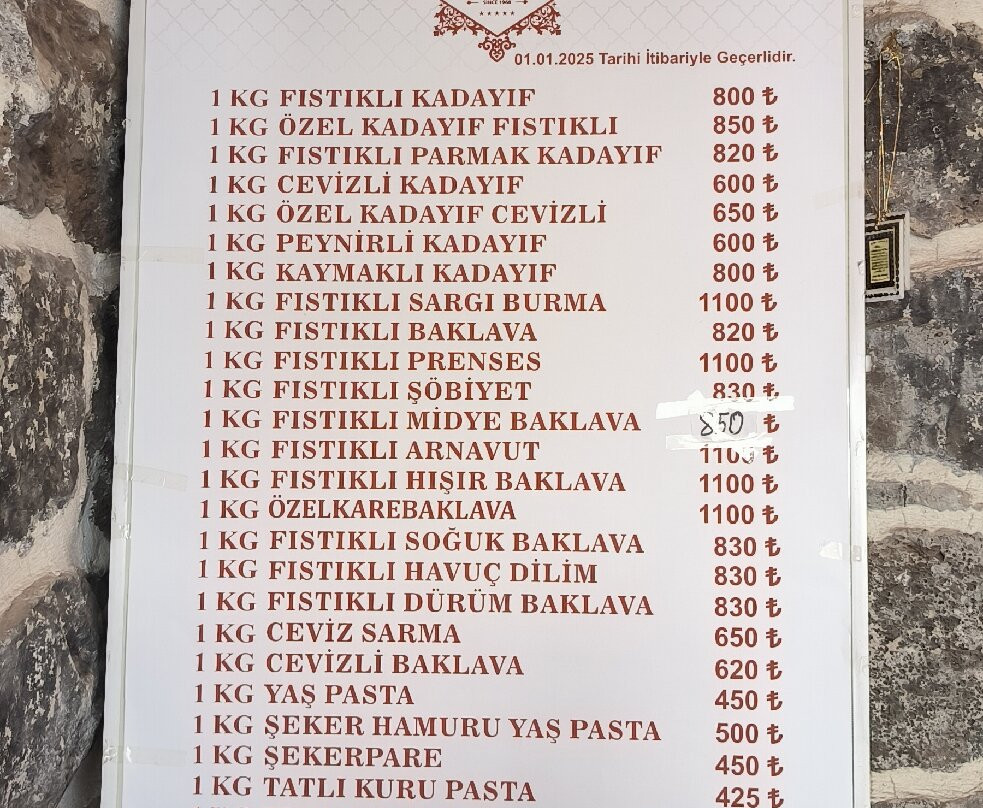 SINCE 1968
01.01.2025 Tarihi İtibariyle Geçerlidir.
1 KG FISTIKLI KADAYIF 800 ₺
1 KG ÖZEL KADAYIF FISTIKLI 850 ₺
1 KG FISTIKLI PARMAK KADAYIF 820 ₺
1 KG CEVİZLİ KADAYIF 600 ₺
1 KG ÖZEL KADAYIF CEVİZLİ 650 ₺
1 KG PEYNİRLİ KADAYIF 600 ₺
1 KG KAYMAKLI KADAYIF 800 ₺
1 KG FISTIKLI SARGI BURMA 1100 ₺
1 KG FISTIKLI BAKLAVA 820 ₺
1 KG FISTIKLI PRENSES 1100 ₺
1 KG FISTIKLI ŞÖBİYET 830 ₺
1 KG FISTIKLI MİDYE BAKLAVA 850 ₺
1 KG FISTIKLI ARNAVUT 1100 ₺
1 KG FISTIKLI HIŞIR BAKLAVA 1100 ₺
1 KG ÖZELKAREBAKLAVA 1100 ₺
1 KG FISTIKLI SOĞUK BAKLAVA 830 ₺
1 KG FISTIKLI HAVUÇ DİLİM 830 ₺
1 KG FISTIKLI DÜRÜM BAKLAVA 830 ₺
1 KG CEVİZ SARMA 650 ₺
1 KG CEVİZLİ BAKLAVA 620 ₺
1 KG YAŞ PASTA 450 ₺
1 KG ŞEKER HAMURU YAŞ PASTA 500 ₺
1 KG ŞEKERPARE 450 ₺
1 KG TATLI KURU PASTA 425 ₺